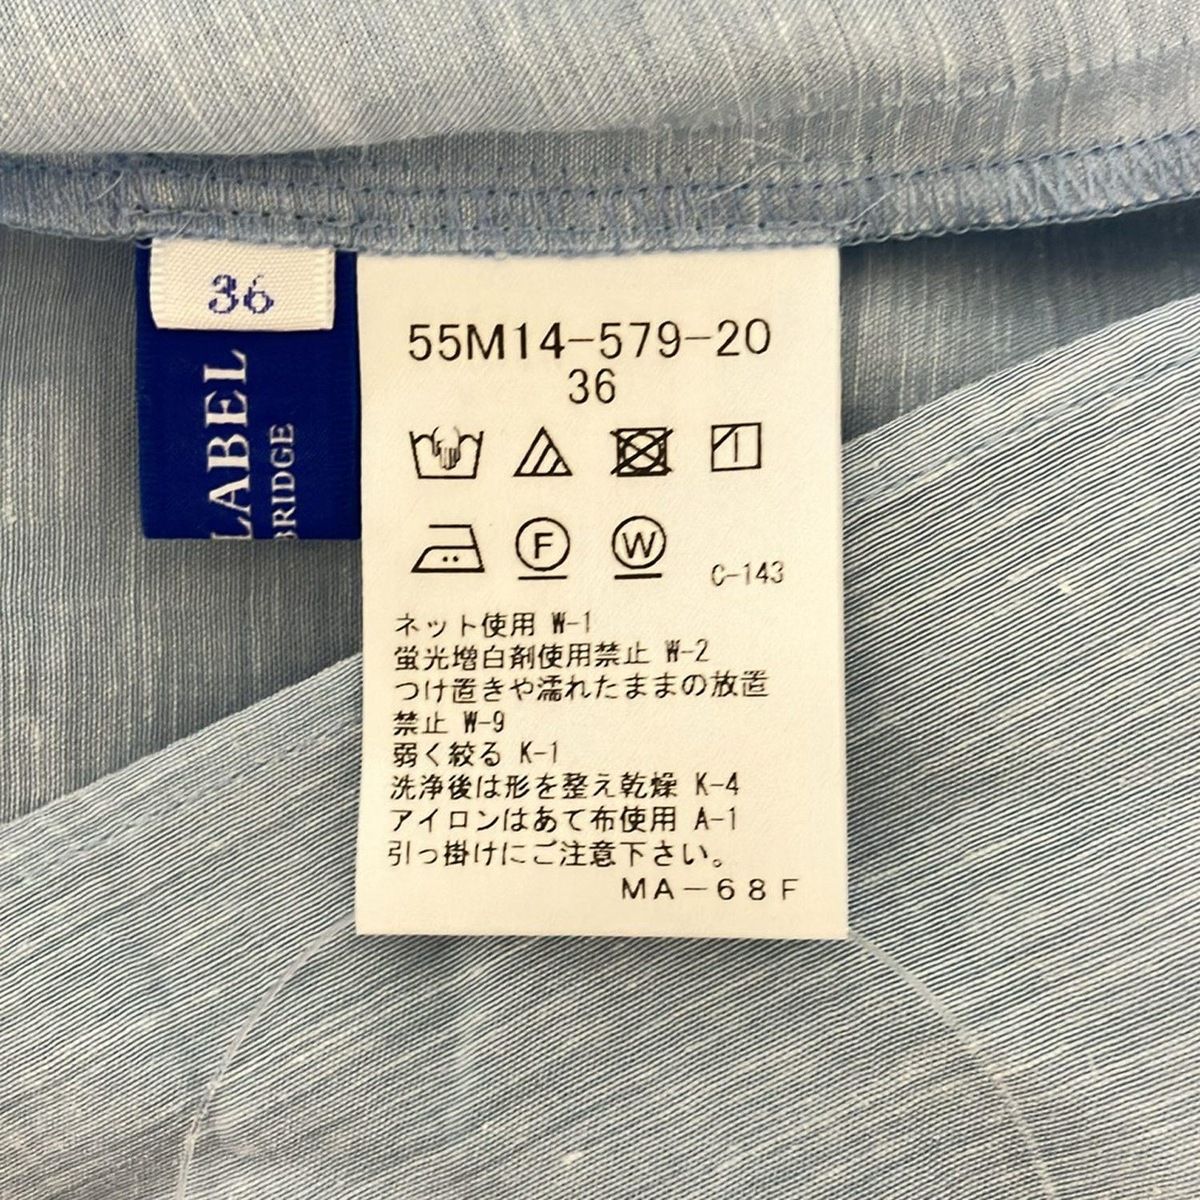 36
LABEL
BRIDGE
55M14-579-20
36
F
W
C-143
ネット使用 W-1
蛍光増白剤使用禁止 W-2
つけ置きや濡れたままの放置
禁止 W-9
弱く絞る K-1
洗浄後は形を整え乾燥 K-4
アイロンはあて布使用 A-1
引っ掛けにご注意下さい。
MA-68F